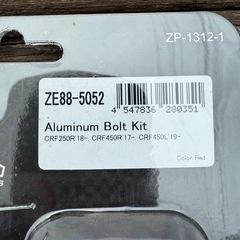 ZP-1312-1
ZE88-5052
4 547836 280351
Aluminum Bolt Kit
CRF250R'18-, CRF450R'17-, CRF450L'19-
Color: Red